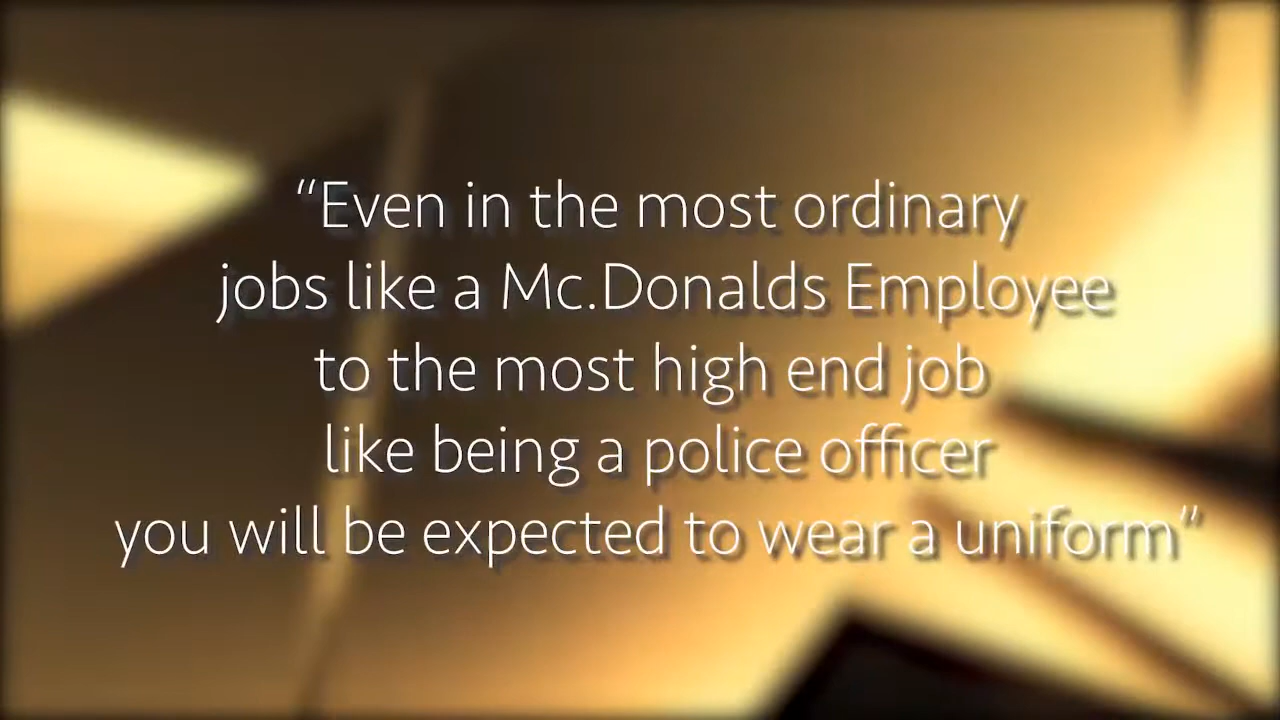 “Even in the most ordinary
jobs like a Mc.Donalds Employee
to the most high end job
like being a police officer
you will be expected to wear a uniform”